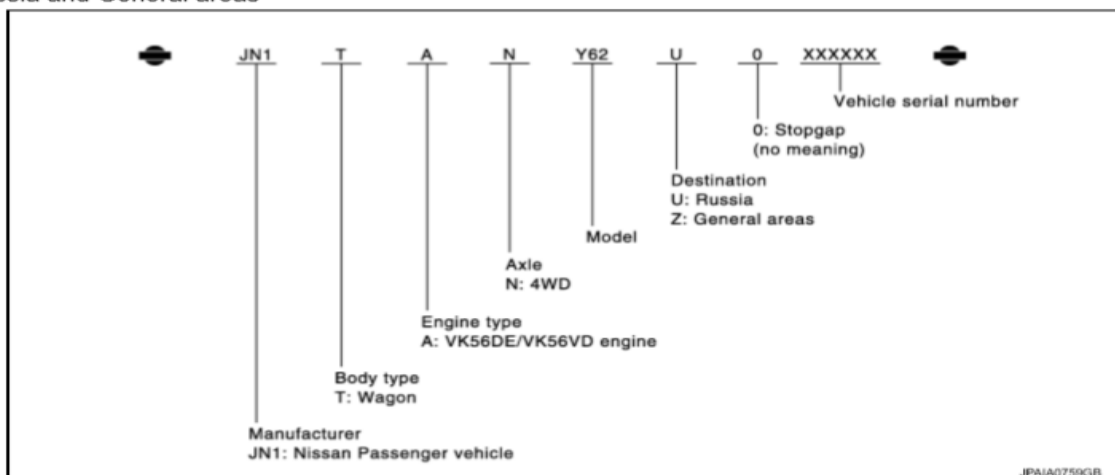 and General areas
JN1 T A N Y62 U 0 XXXXXX
Vehicle serial number
0: Stopgap
(no meaning)
Destination
U: Russia
Z: General areas
Model
Axle
N: 4WD
Engine type
A: VK56DE/VK56VD engine
Body type
T: Wagon
Manufacturer
JN1: Nissan Passenger vehicle
JPAIA0759GB